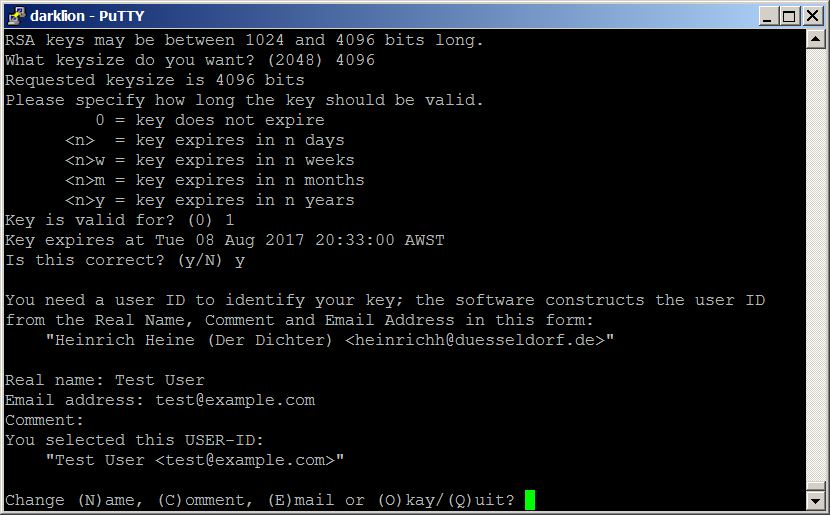 darklion - PuTTY
RSA keys may be between 1024 and 4096 bits long.
What keysize do you want? (2048) 4096
Requested keysize is 4096 bits
Please specify how long the key should be valid.
         0 = key does not expire
      <n>  = key expires in n days
      <n>w = key expires in n weeks
      <n>m = key expires in n months
      <n>y = key expires in n years
Key is valid for? (0) 1
Key expires at Tue 08 Aug 2017 20:33:00 AWST
Is this correct? (y/N) y

You need a user ID to identify your key; the software constructs the user ID
from the Real Name, Comment and Email Address in this form:
    "Heinrich Heine (Der Dichter) <heinrichh@duesseldorf.de>"

Real name: Test User
Email address: test@example.com
Comment:
You selected this USER-ID:
    "Test User <test@example.com>"

Change (N)ame, (C)omment, (E)mail or (O)kay/(Q)uit?